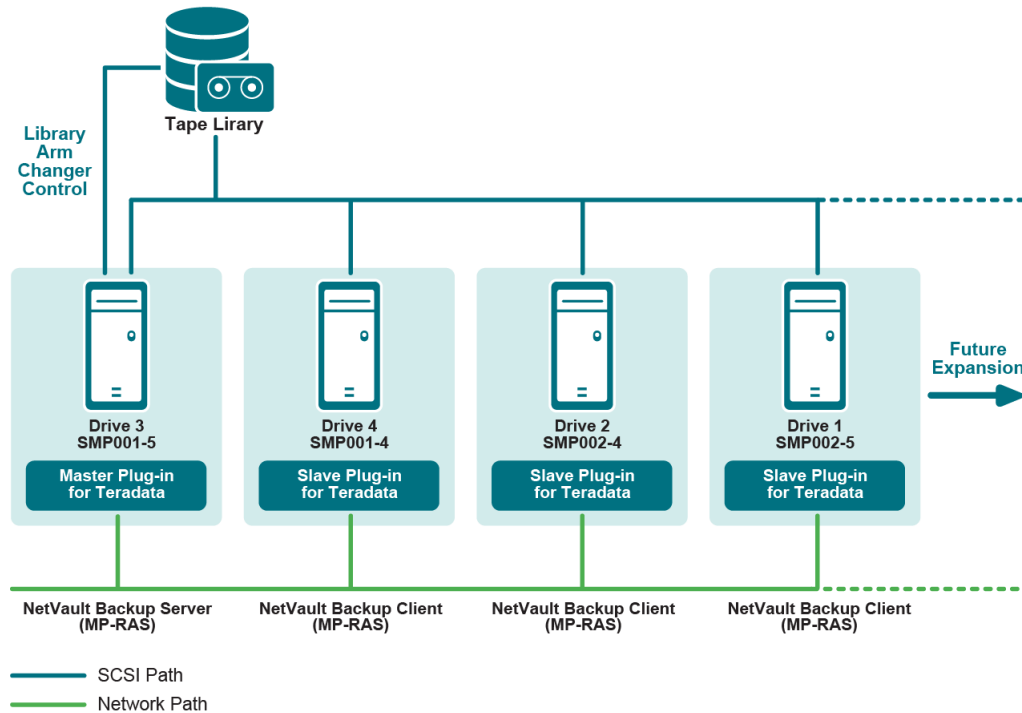 Tape Lirary
Library
Arm
Changer
Control
Drive 3
SMP001-5
Master Plug-in
for Teradata
Drive 4
SMP001-4
Slave Plug-in
for Teradata
Drive 2
SMP002-4
Slave Plug-in
for Teradata
Drive 1
SMP002-5
Slave Plug-in
for Teradata
Future
Expansion
NetVault Backup Server
(MP-RAS)
NetVault Backup Client
(MP-RAS)
NetVault Backup Client
(MP-RAS)
NetVault Backup Client
(MP-RAS)
SCSI Path
Network Path